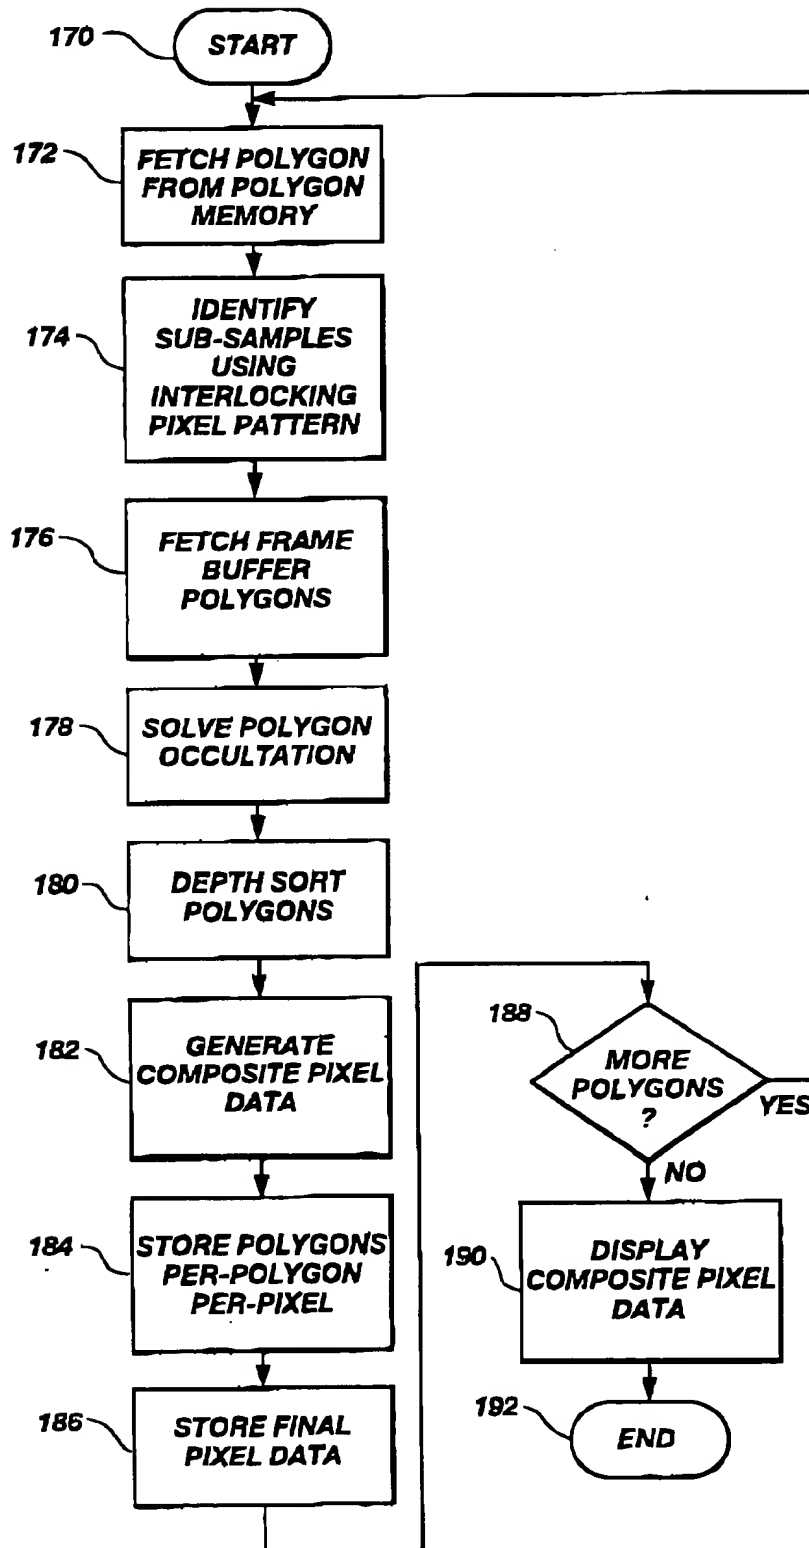 170
START
172
FETCH POLYGON
FROM POLYGON
MEMORY
174
IDENTIFY
SUB-SAMPLES
USING
INTERLOCKING
PIXEL PATTERN
176
FETCH FRAME
BUFFER
POLYGONS
178
SOLVE POLYGON
OCCULTATION
180
DEPTH SORT
POLYGONS
182
GENERATE
COMPOSITE PIXEL
DATA
184
STORE POLYGONS
PER-POLYGON
PER-PIXEL
186
STORE FINAL
PIXEL DATA
188
MORE
POLYGONS
?
YES
NO
190
DISPLAY
COMPOSITE PIXEL
DATA
192
END